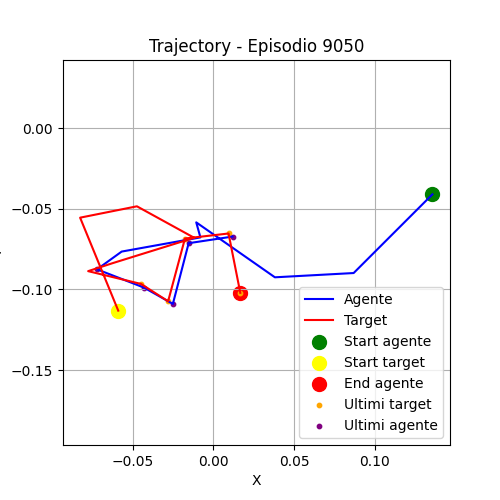 Trajectory - Episodio 9050
0.00
-0.05
-0.10
-0.15
-0.05
0.00
0.05
0.10
X
Agente
Target
Start agente
Start target
End agente
Ultimi target
Ultimi agente